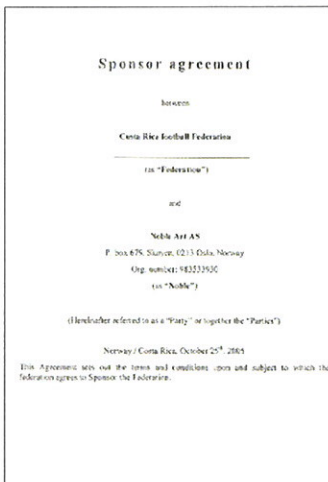 Sponsor agreement
between
Costa Rica football Federation
(as "Federation")
and
Noble Art AS
P. box 679, Skøyen, 0213 Oslo, Norway
Org. number:
(as "Noble")
(Hereinafter referred to as a "Party" or together the "Parties")
Norway / Costa Rica, October 25th, 2005
This Agreement sets out the terms and conditions upon and subject to which the
federation agrees to Sponsor the Federation.